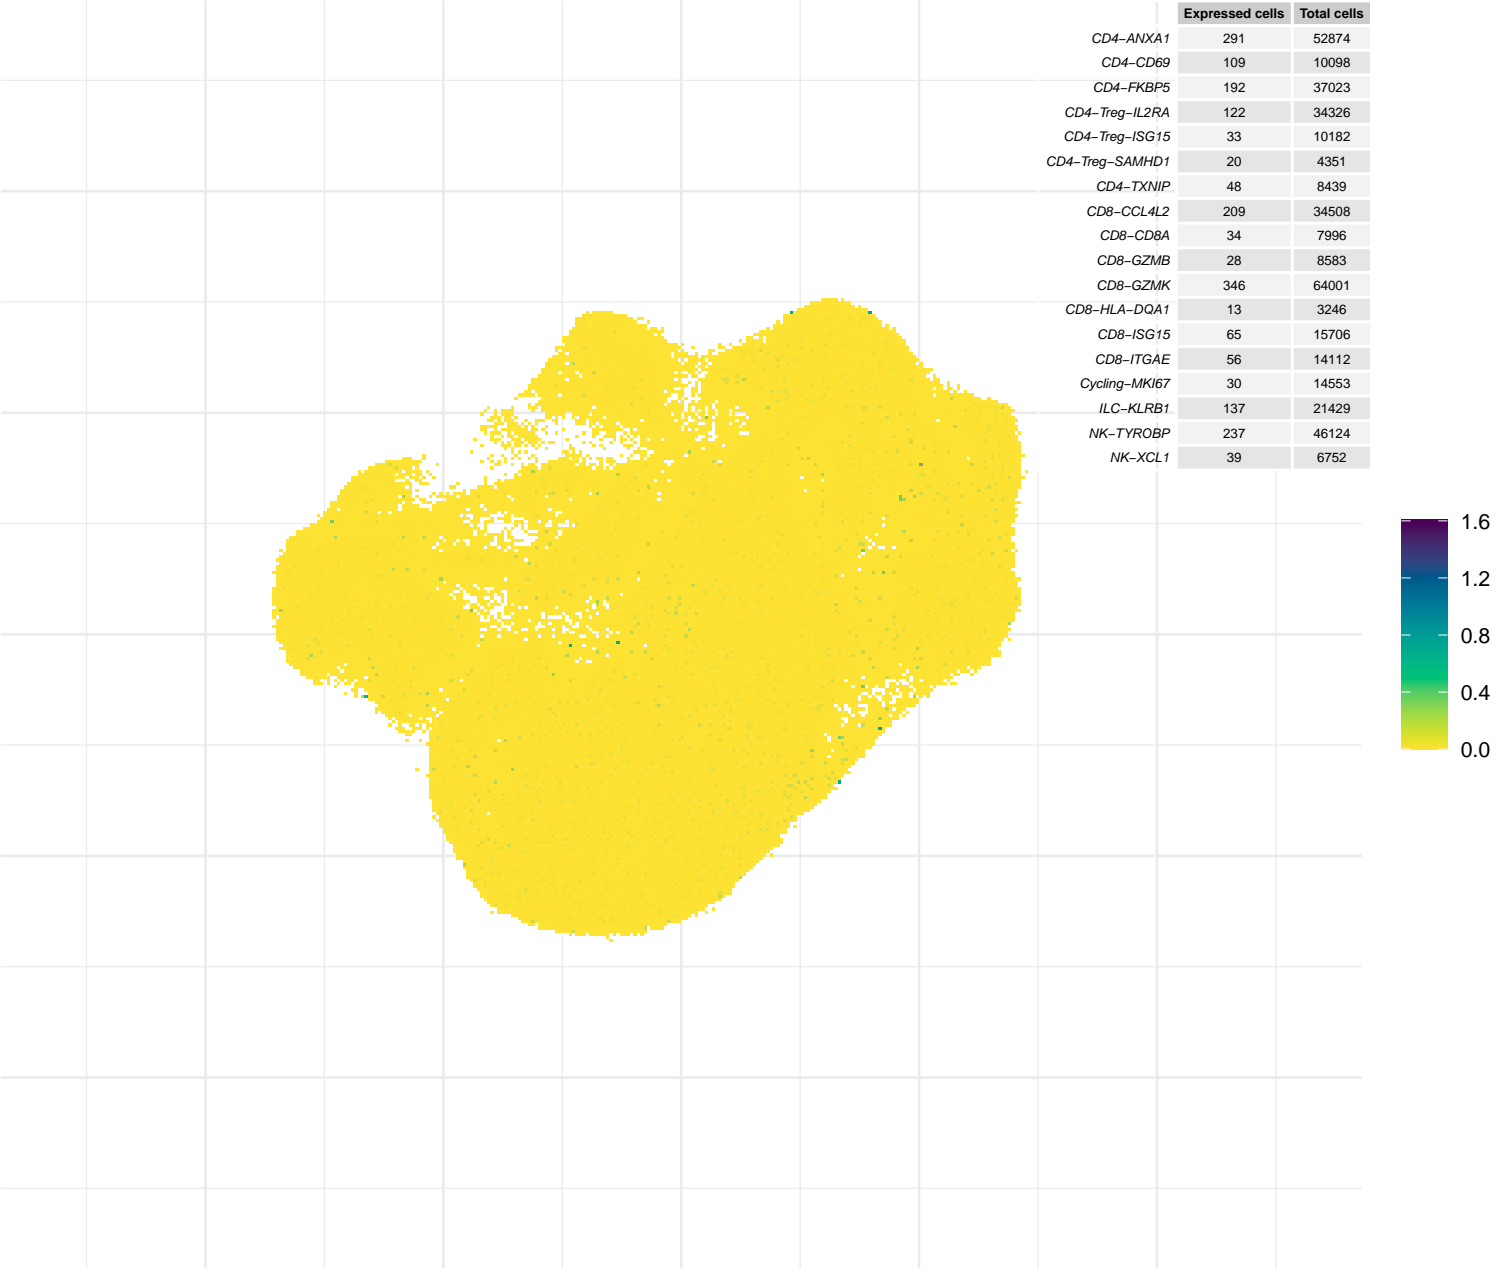 Expressed cells Total cells
CD4−ANXA1 291 52874
CD4−CD69 109 10098
CD4−FKBP5 192 37023
CD4−Treg−IL2RA 122 34326
CD4−Treg−ISG15 33 10182
CD4−Treg−SAMHD1 20 4351
CD4−TXNIP 48 8439
CD8−CCL4L2 209 34508
CD8−CD8A 34 7996
CD8−GZMB 28 8583
CD8−GZMK 346 64001
CD8−HLA−DQA1 13 3246
CD8−ISG15 65 15706
CD8−ITGAE 56 14112
Cycling−MKI67 30 14553
ILC−KLRB1 137 21429
NK−TYROBP 237 46124
NK−XCL1 39 6752
1.6
1.2
0.8
0.4
0.0